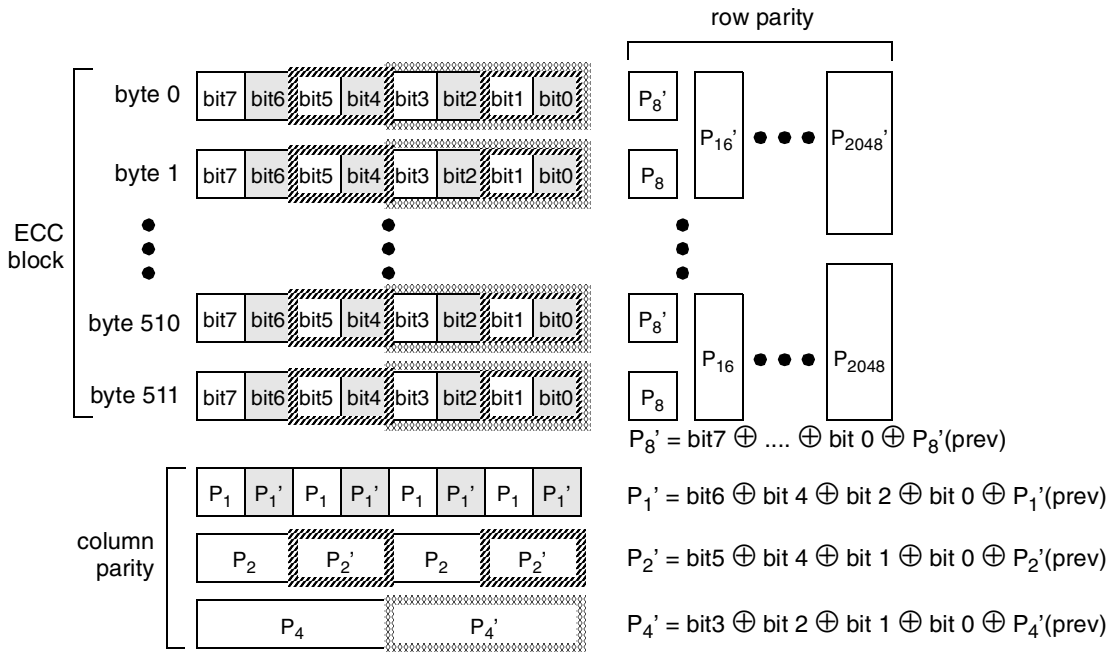 row parity
byte 0 bit7 bit6 bit5 bit4 bit3 bit2 bit1 bit0 P8' P16' P2048'
byte 1 bit7 bit6 bit5 bit4 bit3 bit2 bit1 bit0 P8
ECC
block
byte 510 bit7 bit6 bit5 bit4 bit3 bit2 bit1 bit0 P8' P16 P2048
byte 511 bit7 bit6 bit5 bit4 bit3 bit2 bit1 bit0 P8
P8' = bit7 ⊕ .... ⊕ bit 0 ⊕ P8'(prev)
P1 P1' P1 P1' P1 P1' P1 P1' P1' = bit6 ⊕ bit 4 ⊕ bit 2 ⊕ bit 0 ⊕ P1'(prev)
column
parity
P2 P2' P2 P2' P2' = bit5 ⊕ bit 4 ⊕ bit 1 ⊕ bit 0 ⊕ P2'(prev)
P4 P4' P4' = bit3 ⊕ bit 2 ⊕ bit 1 ⊕ bit 0 ⊕ P4'(prev)